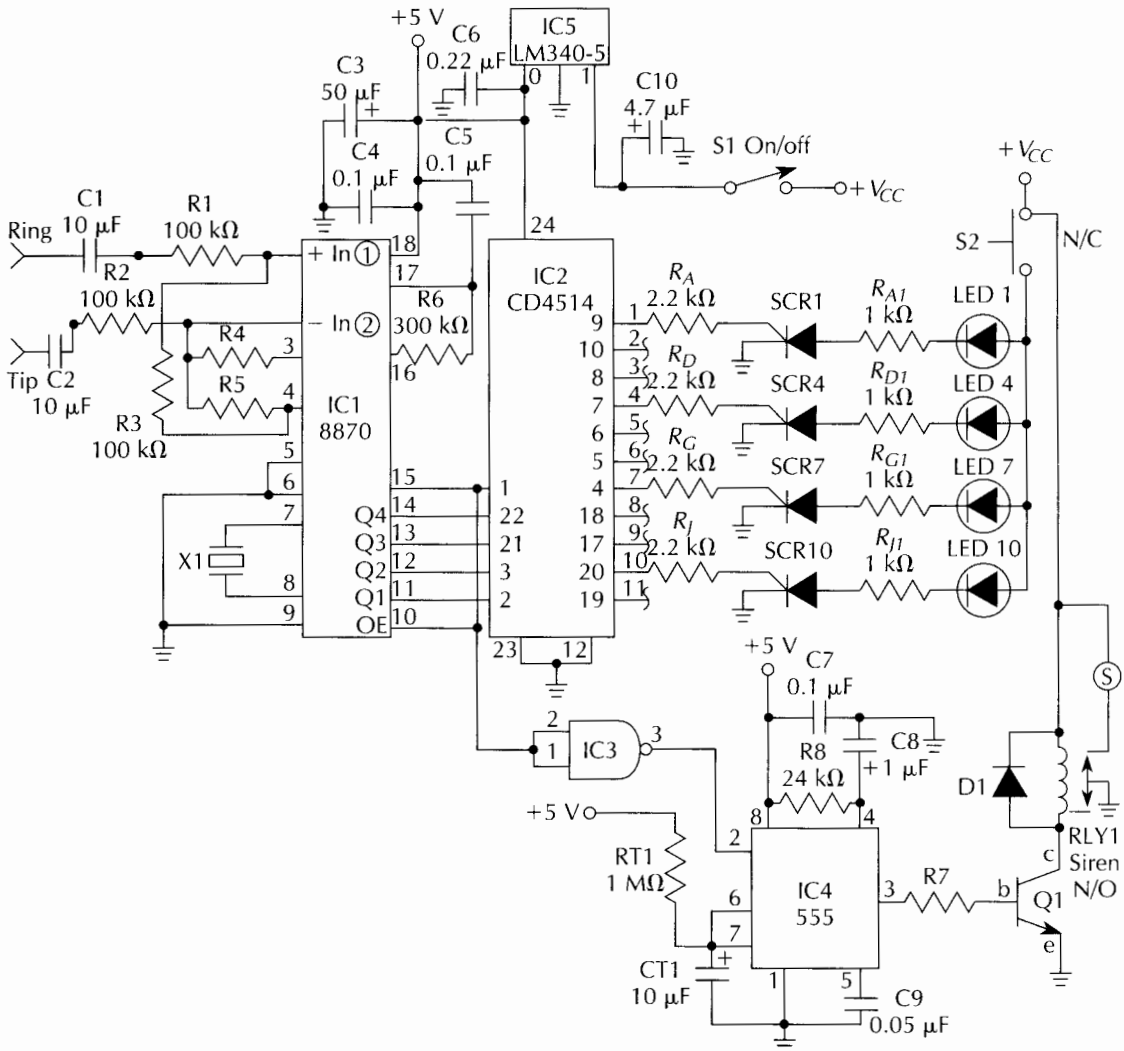 +5 V
C6
0.22 µF
IC5
LM340-5
0
1
C3
50 µF
+
C10
4.7 µF
+
C5
0.1 µF
C4
0.1 µF
S1 On/off
+VCC
+VCC
S2
N/C
C1
10 µF
Ring
R1
100 kΩ
R2
100 kΩ
Tip
C2
10 µF
R3
100 kΩ
R4
R5
+ In①
− In②
18
17
16
3
4
5
6
7
8
9
IC1
8870
R6
300 kΩ
15
14
13
12
11
10
Q4
Q3
Q2
Q1
OE
X1
24
IC2
CD4514
1
22
21
3
2
23
12
9
10
8
7
6
5
4
18
17
20
19
1
2
3
4
5
6
7
8
9
10
11
RA
2.2 kΩ
RD
2.2 kΩ
RG
2.2 kΩ
RJ
2.2 kΩ
SCR1
SCR4
SCR7
SCR10
RA1
1 kΩ
RD1
1 kΩ
RG1
1 kΩ
RJ1
1 kΩ
LED 1
LED 4
LED 7
LED 10
S
2
1
IC3
3
+5 V
C7
0.1 µF
C8
+1 µF
R8
24 kΩ
+5 V
RT1
1 MΩ
8
4
2
6
7
1
5
3
IC4
555
+
CT1
10 µF
C9
0.05 µF
R7
D1
RLY1
Siren
N/O
c
b
e
Q1